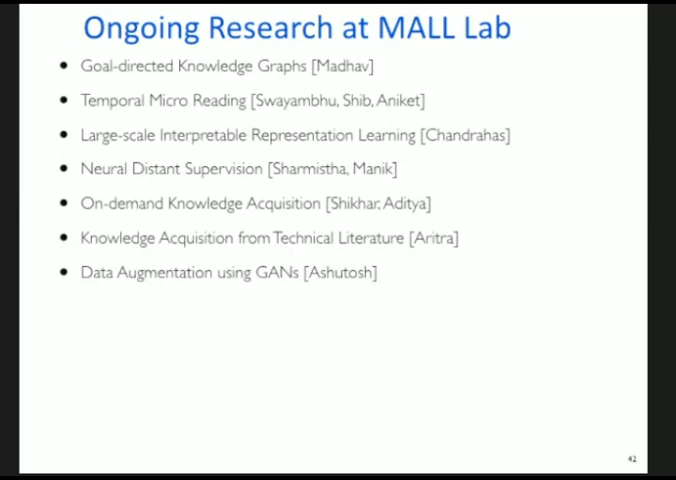 Ongoing Research at MALL Lab
• Goal-directed Knowledge Graphs [Madhav]
• Temporal Micro Reading [Swayambhu, Shib, Aniket]
• Large-scale Interpretable Representation Learning [Chandrahas]
• Neural Distant Supervision [Sharmistha, Manik]
• On-demand Knowledge Acquisition [Shikhar, Aditya]
• Knowledge Acquisition from Technical Literature [Aritra]
• Data Augmentation using GANs [Ashutosh]
42